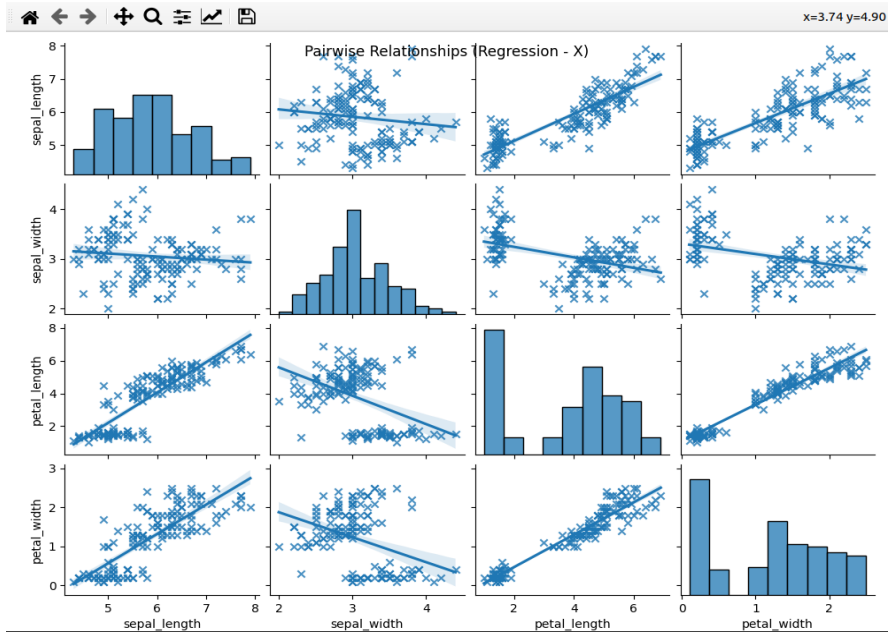 x=3.74 y=4.90
Pairwise Relationships (Regression - X)
8
7
6
5
sepal_length
4
3
2
sepal_width
8
6
4
2
petal_length
3
2
1
0
petal_width
5 6 7 8
sepal_length
2 3 4
sepal_width
2 4 6
petal_length
0 1 2
petal_width